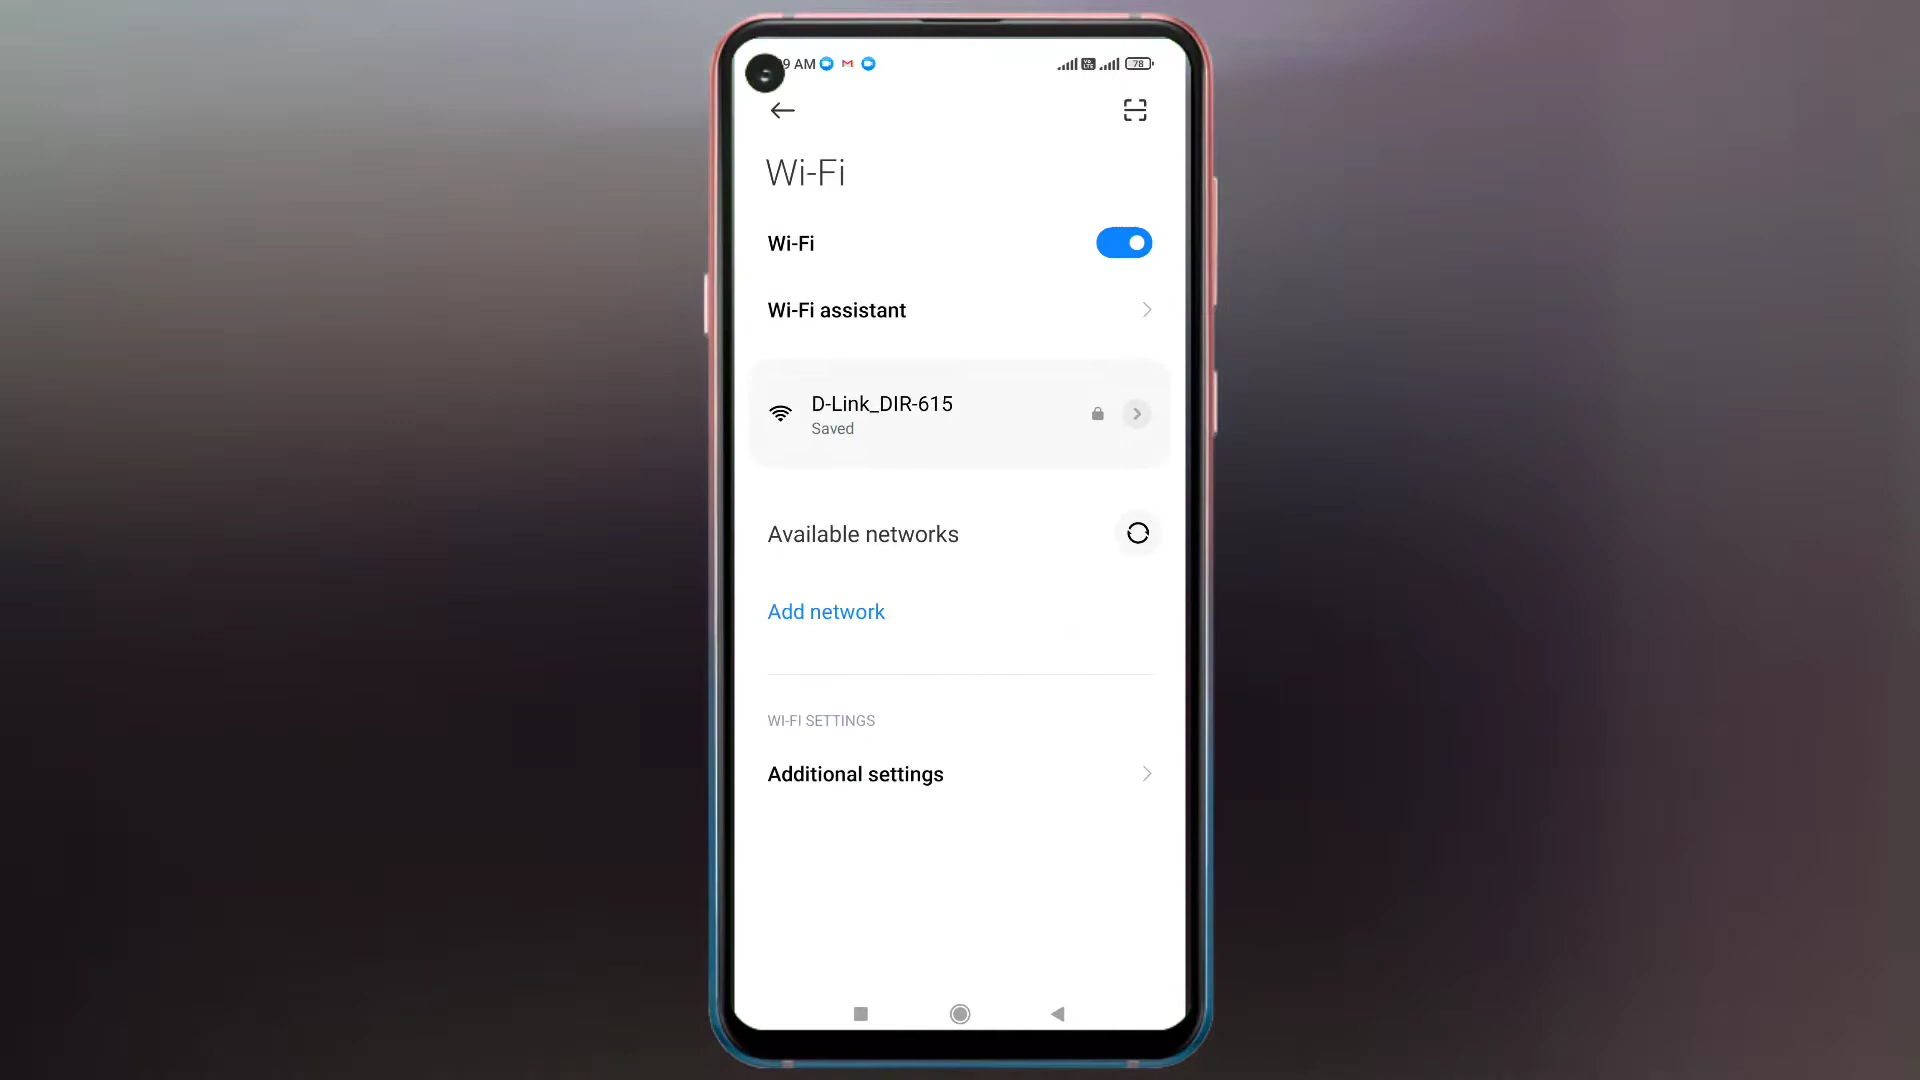 9 AM
78
Wi-Fi
Wi-Fi
Wi-Fi assistant
D-Link_DIR-615
Saved
Available networks
Add network
WI-FI SETTINGS
Additional settings